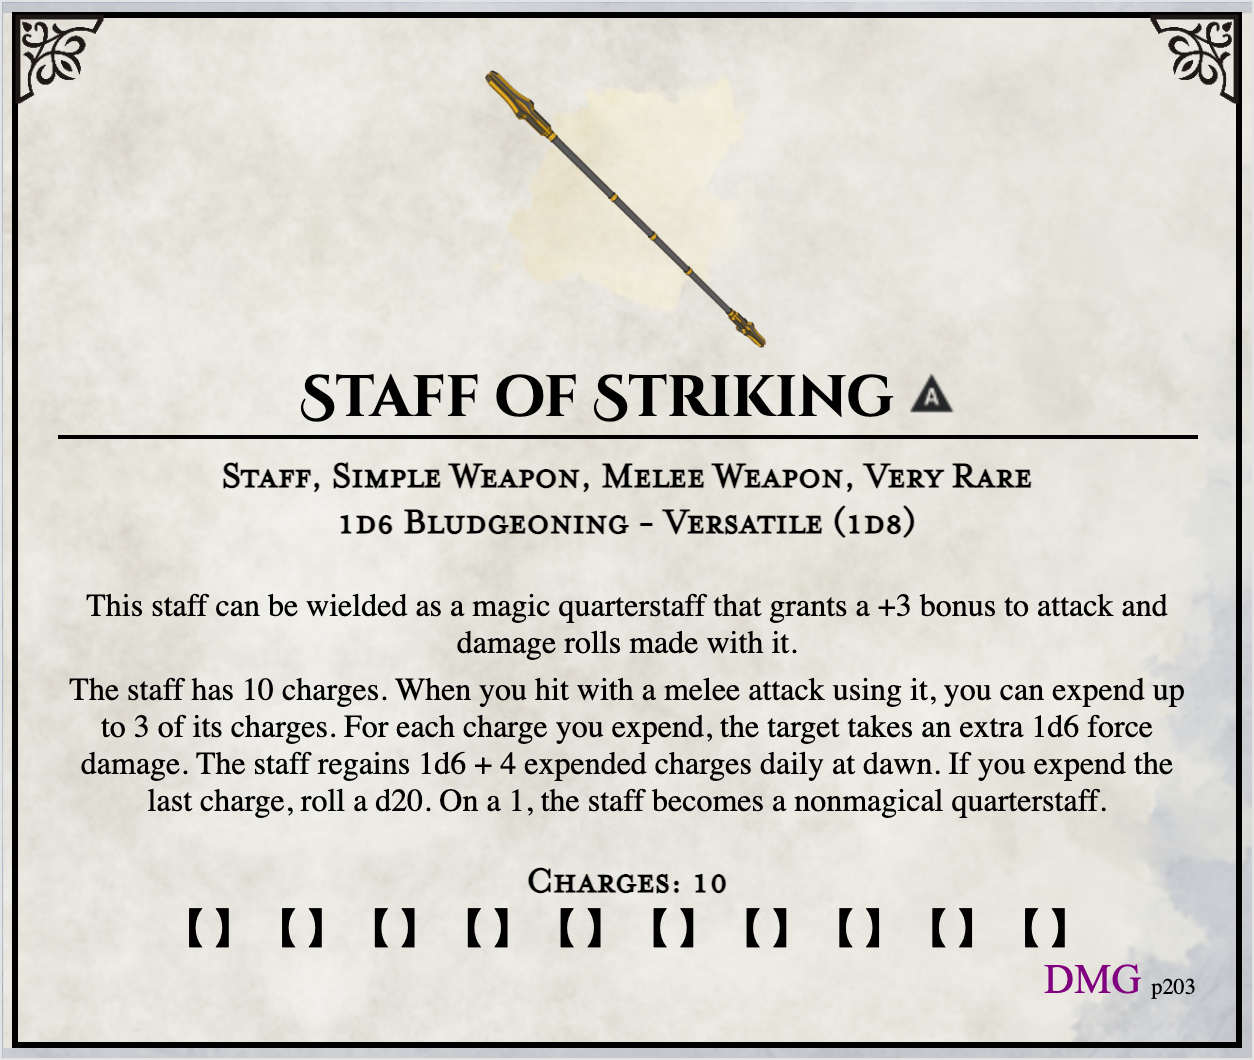 Staff of Striking A
Staff, Simple Weapon, Melee Weapon, Very Rare
1d6 Bludgeoning - Versatile (1d8)
This staff can be wielded as a magic quarterstaff that grants a +3 bonus to attack and
damage rolls made with it.
The staff has 10 charges. When you hit with a melee attack using it, you can expend up
to 3 of its charges. For each charge you expend, the target takes an extra 1d6 force
damage. The staff regains 1d6 + 4 expended charges daily at dawn. If you expend the
last charge, roll a d20. On a 1, the staff becomes a nonmagical quarterstaff.
Charges: 10
【 】 【 】 【 】 【 】 【 】 【 】 【 】 【 】 【 】 【 】
DMG p203